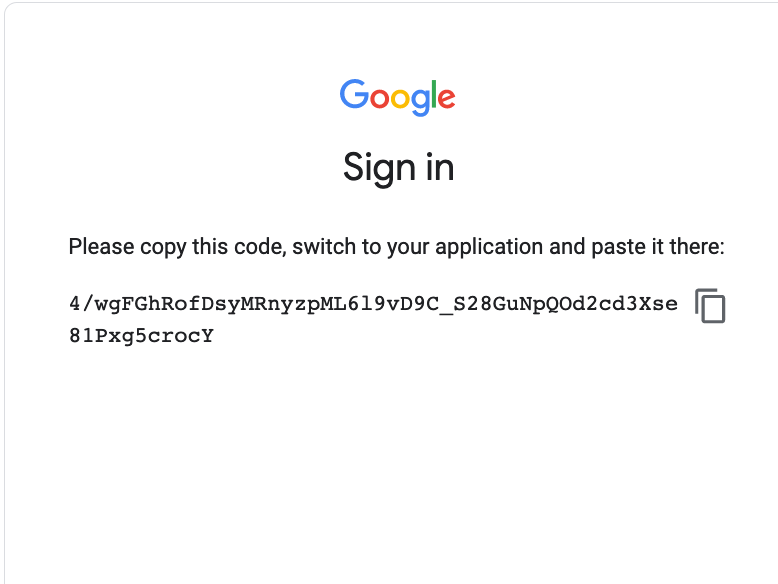 Google
Sign in
Please copy this code, switch to your application and paste it there:
4/wgFGhRofDsyMRnyzpML6l9vD9C_S28GuNpQOd2cd3Xse
81Pxg5crocY